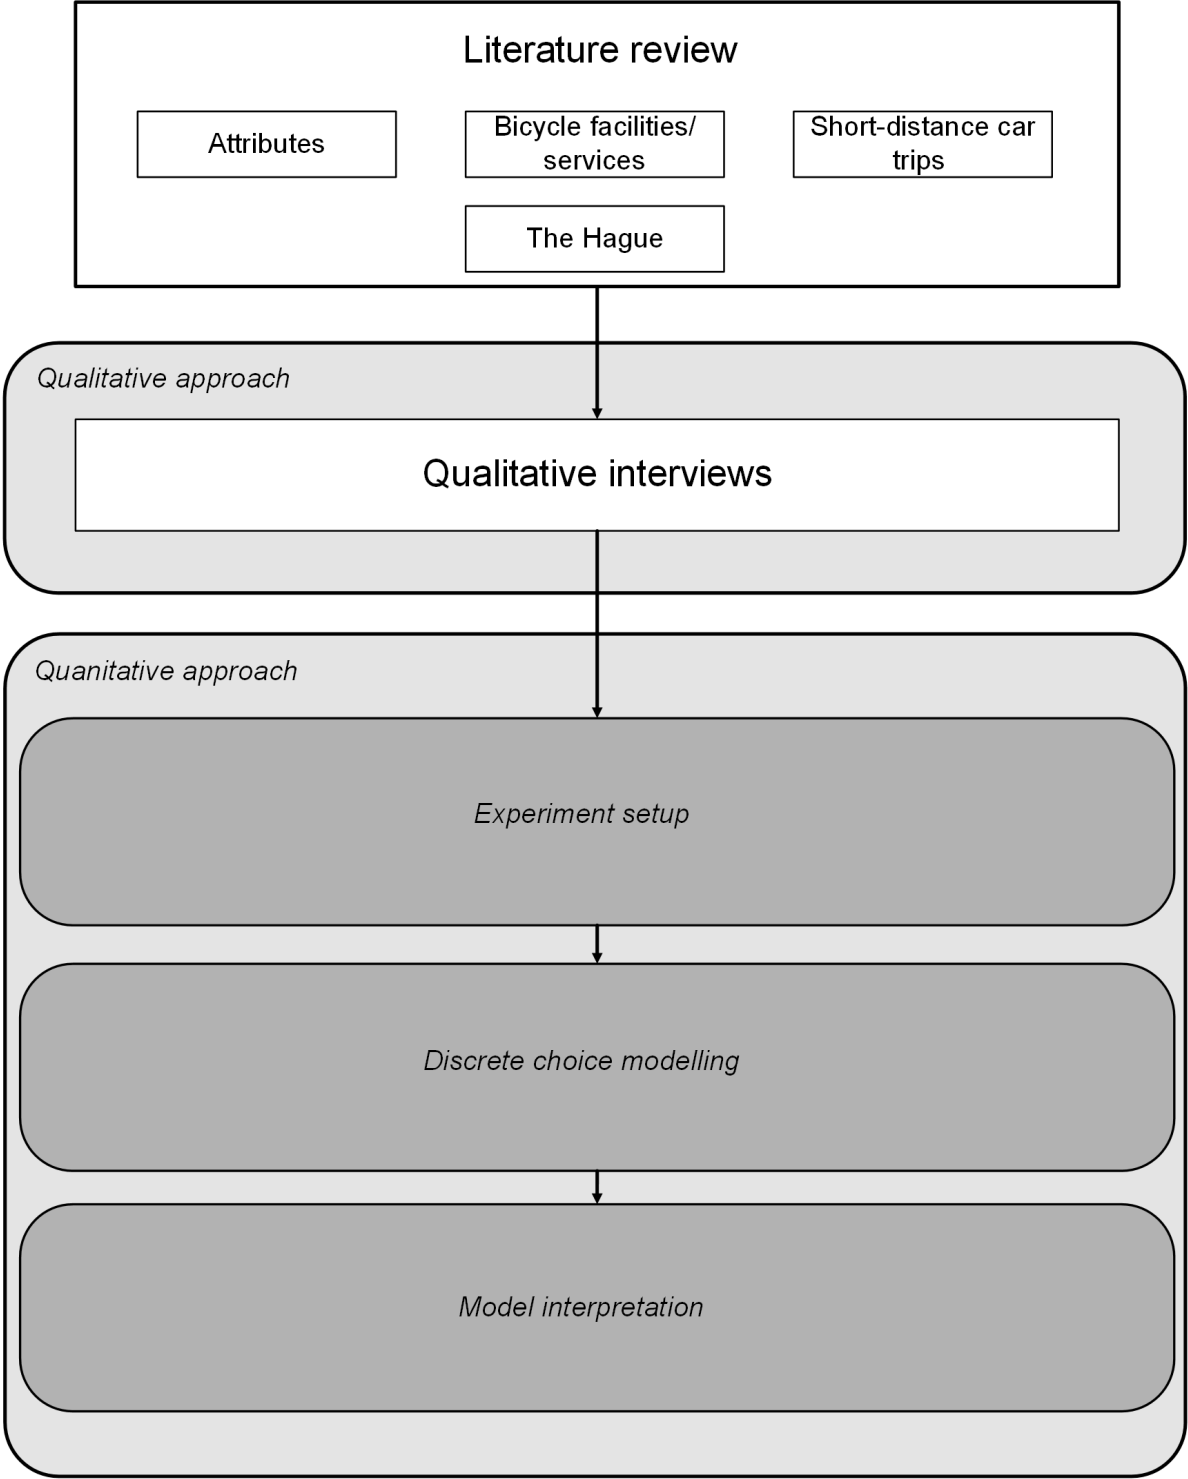 Literature review
Attributes
Bicycle facilities/
services
Short-distance car
trips
The Hague
Qualitative approach
Qualitative interviews
Quanitative approach
Experiment setup
Discrete choice modelling
Model interpretation